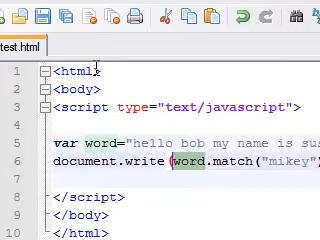 test.html
1 <html>
2 <body>
3 <script type="text/javascript">
4
5 var word="hello bob my name is sus
6 document.write(word.match("mikey")
7
8 </script>
9 </body>
10 </html>